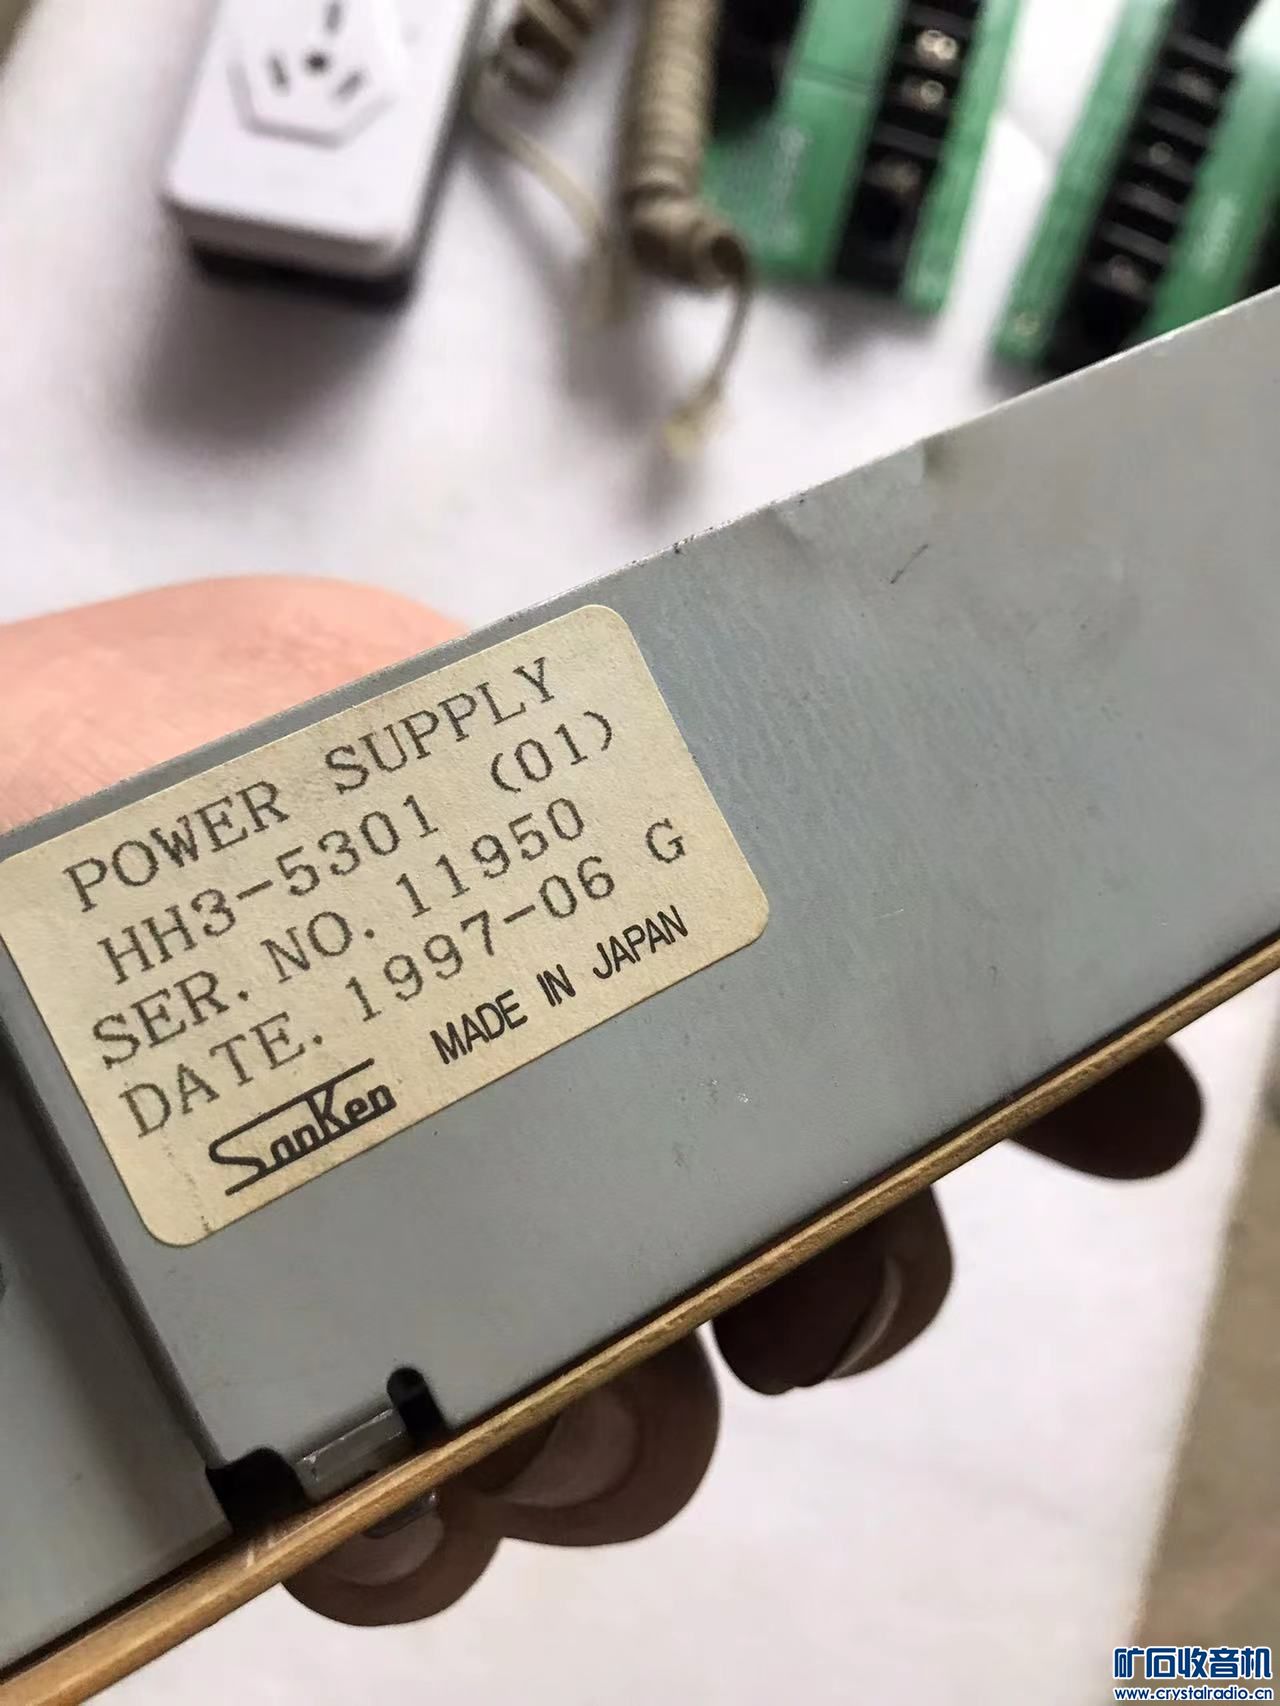 POWER SUPPLY
HH3-5301 (01)
SER. NO. 11950
DATE. 1997-06 G
SanKen MADE IN JAPAN
矿石收音机
www.crystalradio.cn